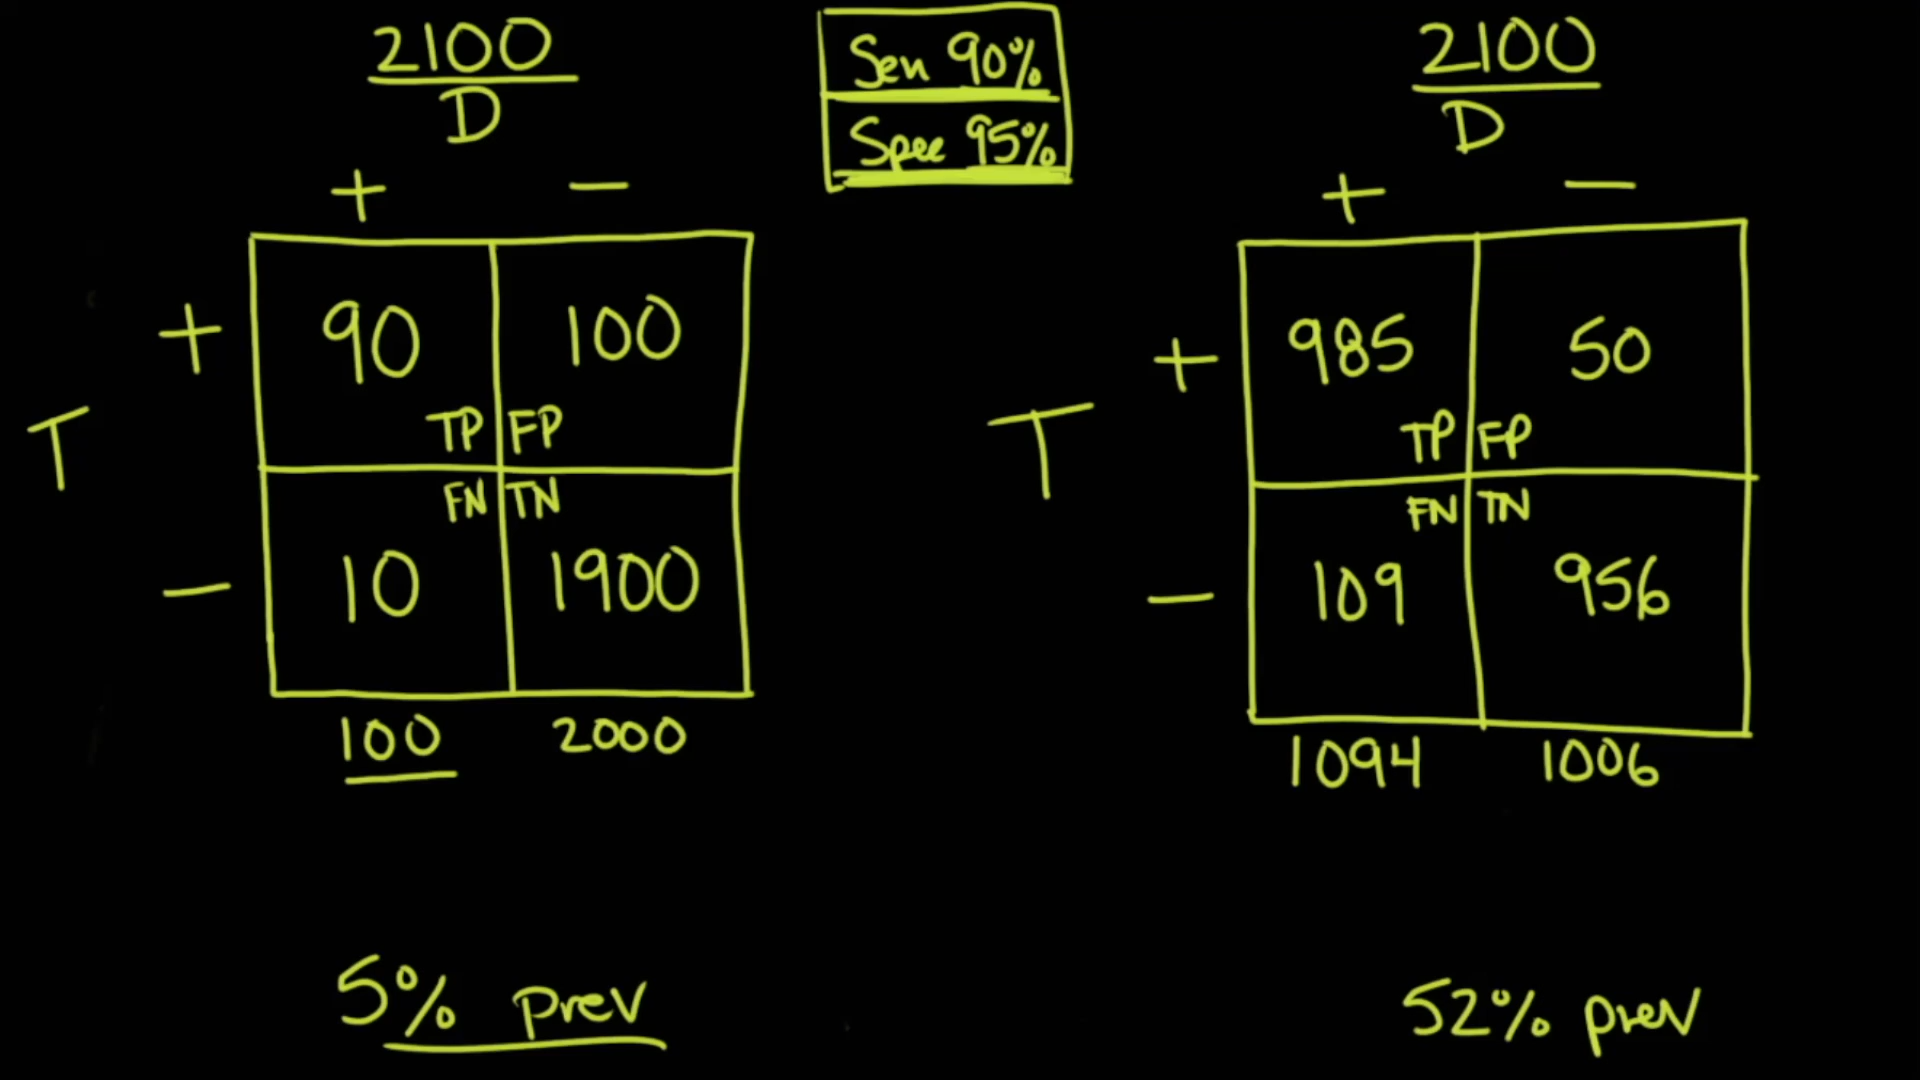 2100
D
+ −
T
+ 90 100
TP FP
FN TN
− 10 1900
100 2000
5% prev
Sen 90%
Spec 95%
2100
D
+ −
T
+ 985 50
TP FP
FN TN
− 109 956
1094 1006
52% prev